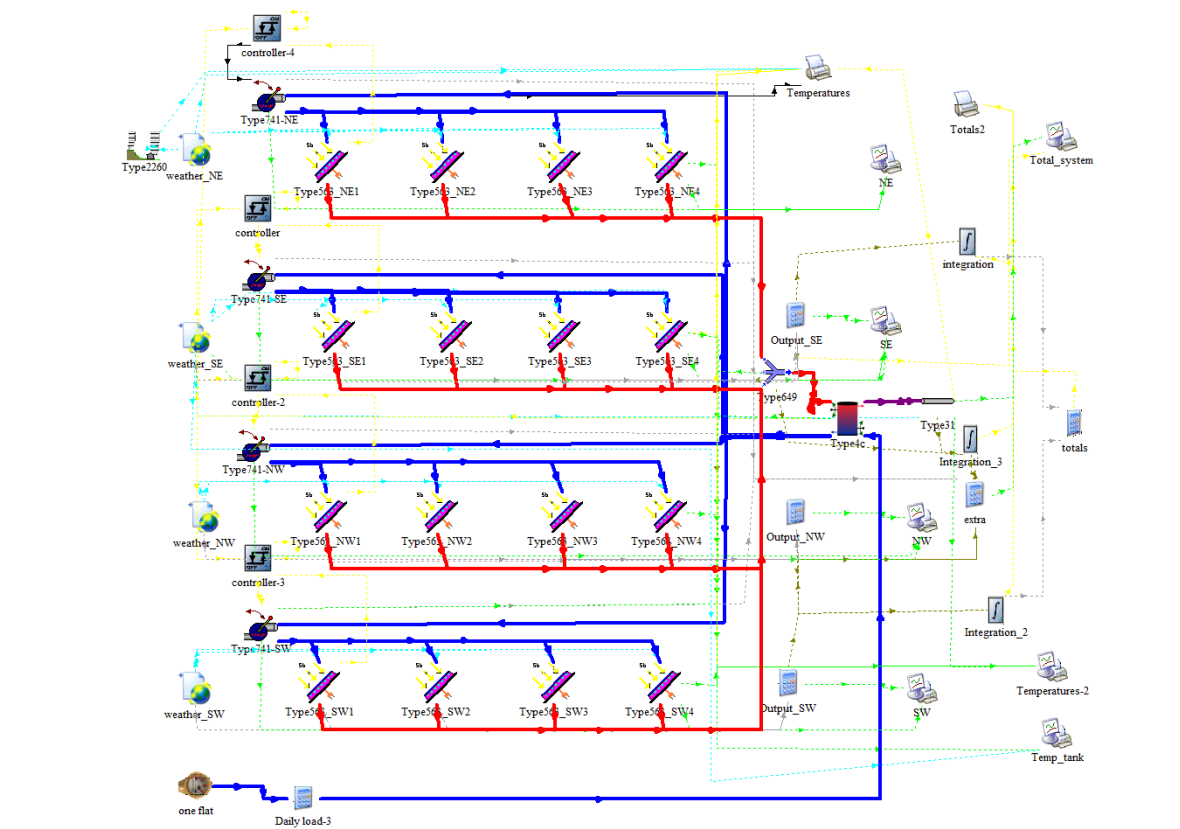 controller-4
Temperatures
Type741-NE
Totals2
Total_system
Type2260
weather_NE
Type563_NE1
Type563_NE2
Type563_NE3
Type563_NE4
NE
controller
integration
Type741-SE
Output_SE
SE
weather_SE
Type563_SE1
Type563_SE2
Type563_SE3
Type563_SE4
controller-2
Type649
Type31
Type4c
totals
Integration_3
Type741-NW
extra
weather_NW
Type563_NW1
Type563_NW2
Type563_NW3
Type563_NW4
Output_NW
NW
controller-3
Integration_2
Type741-SW
Temperatures-2
weather_SW
Type563_SW1
Type563_SW2
Type563_SW3
Type563_SW4
Output_SW
SW
Temp_tank
one flat
Daily load-3